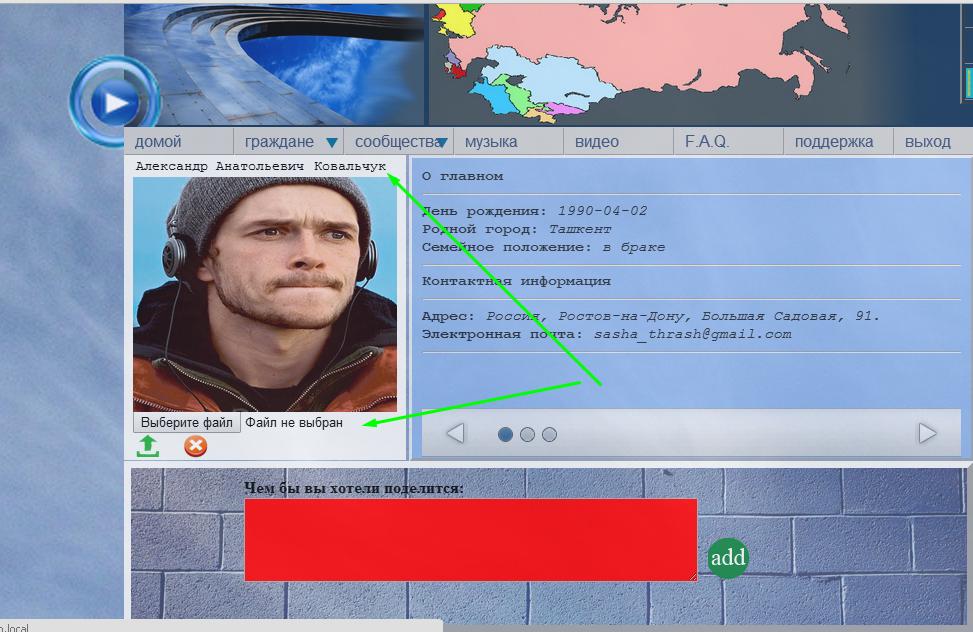 домой граждане сообщества музыка видео F.A.Q. поддержка выход
Александр Анатольевич Ковальчук
О главном
День рождения: 1990-04-02
Родной город: Ташкент
Семейное положение: в браке
Контактная информация
Адрес: Россия, Ростов-на-Дону, Большая Садовая, 91.
Электронная почта: sasha_thrash@gmail.com
Выберите файл Файл не выбран
Чем бы вы хотели поделится:
add